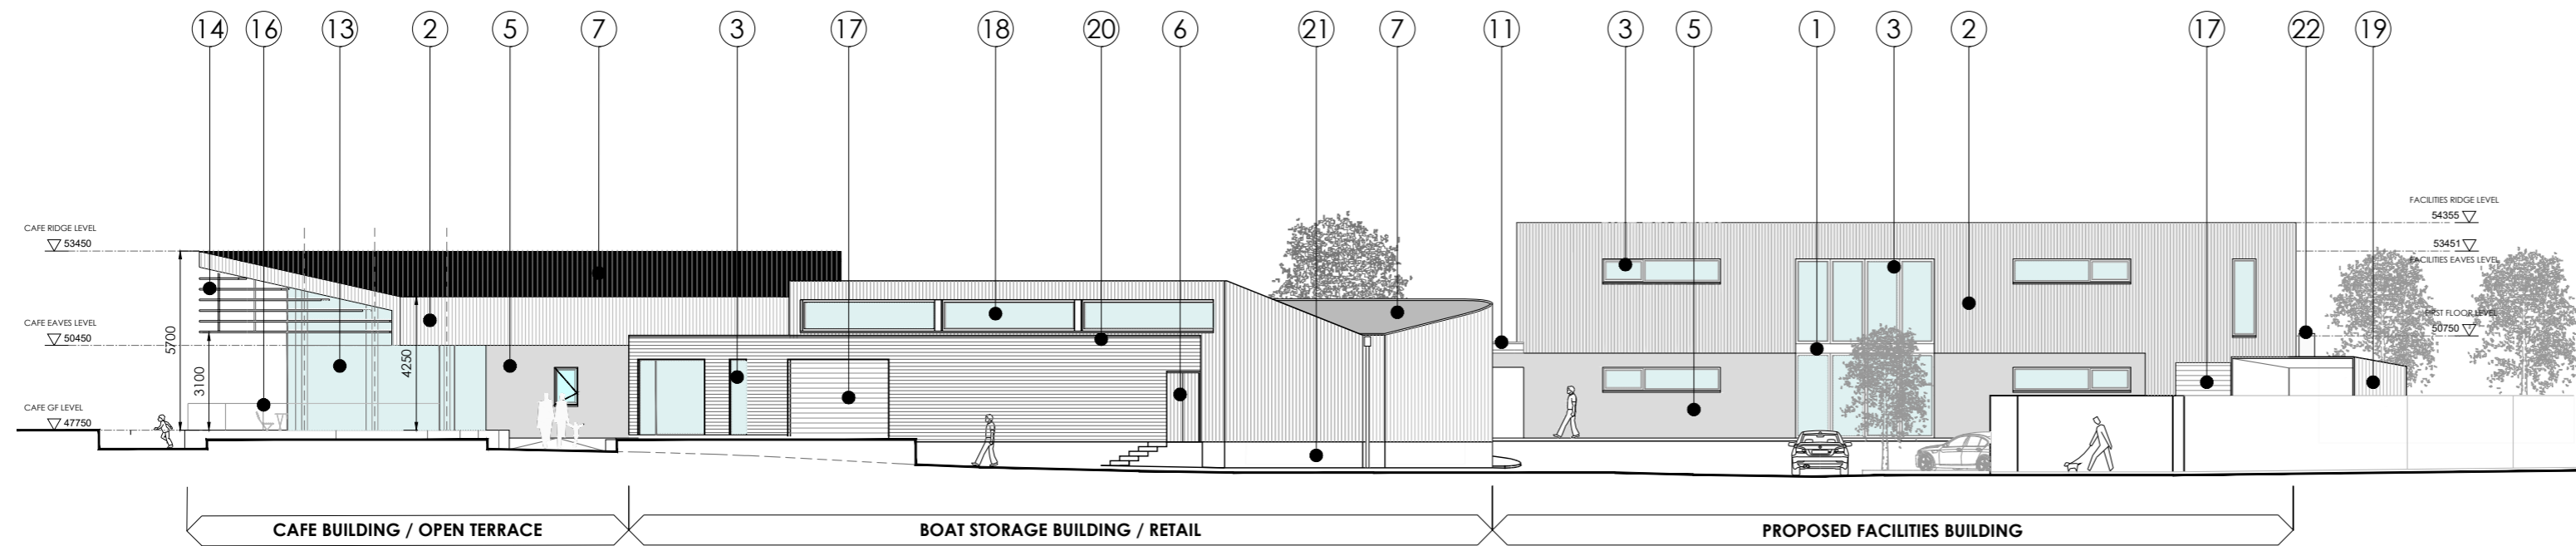 14 16 13 2 5 7 3 17 18 20 6 21 7 11 3 5 1 3 2 17 22 19
CAFE RIDGE LEVEL
53450
CAFE EAVES LEVEL
50450
CAFE GF LEVEL
47750
5700
3100
4250
FACILITIES RIDGE LEVEL
54355
53451
FACILITIES EAVES LEVEL
FIRST FLOOR LEVEL
50750
CAFE BUILDING / OPEN TERRACE
BOAT STORAGE BUILDING / RETAIL
PROPOSED FACILITIES BUILDING